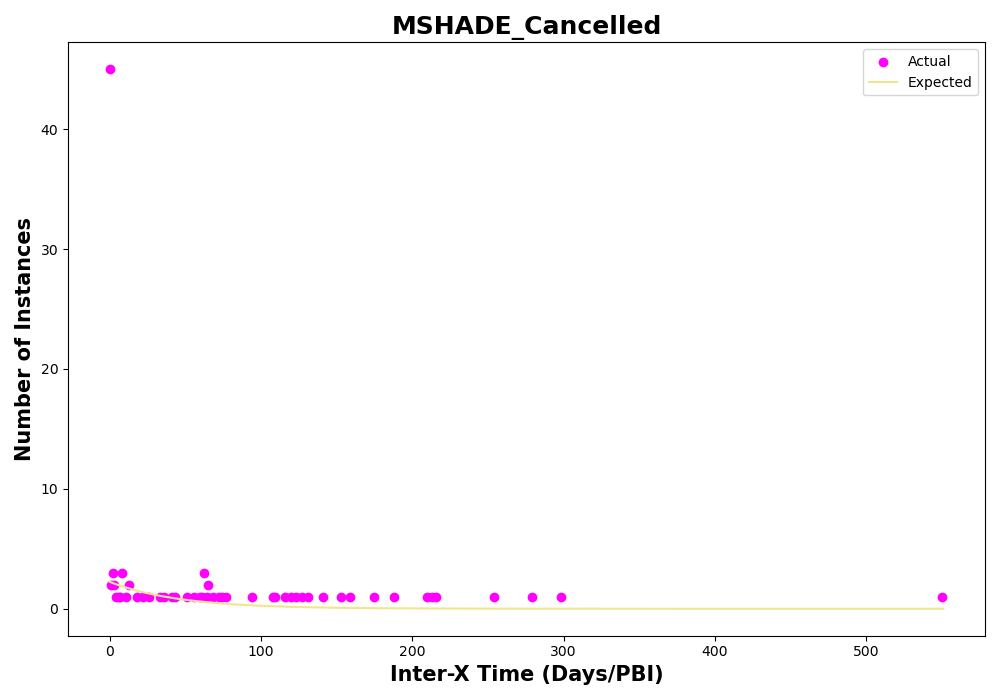 MSHADE_Cancelled
Actual
Expected
Number of Instances
40
30
20
10
0
0
100
200
300
400
500
Inter-X Time (Days/PBI)